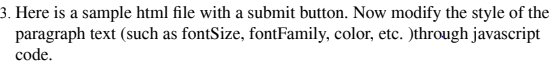 3. Here is a sample html file with a submit button. Now modify the style of the
paragraph text (such as fontSize, fontFamily, color, etc. )through javascript
code.